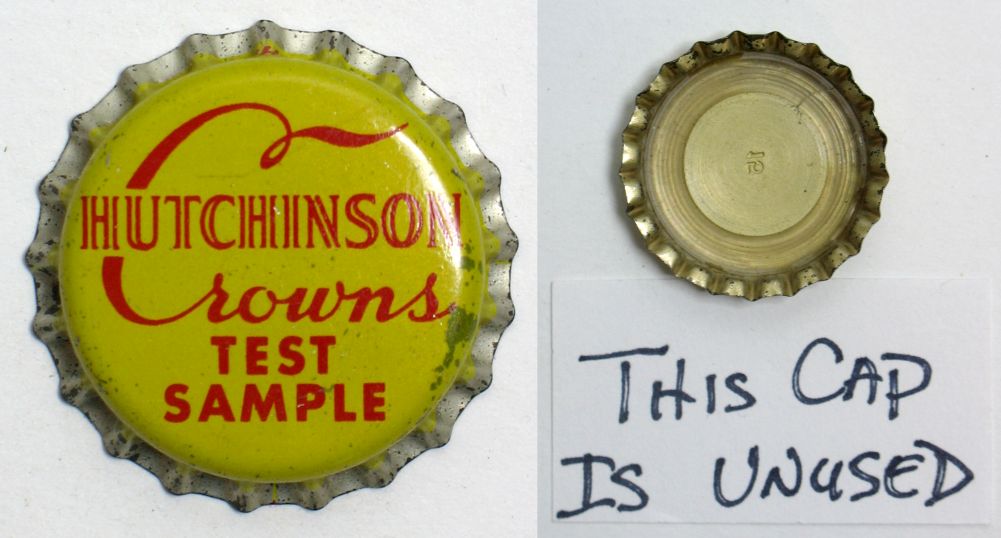 HUTCHINSON
Crowns
TEST
SAMPLE
THIS CAP
IS UNUSED